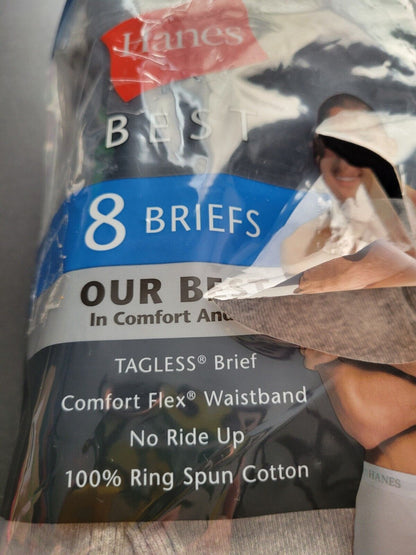 Hanes
BEST
8 BRIEFS
OUR BE
In Comfort And
TAGLESS® Brief
Comfort Flex® Waistband
No Ride Up
100% Ring Spun Cotton
HANES